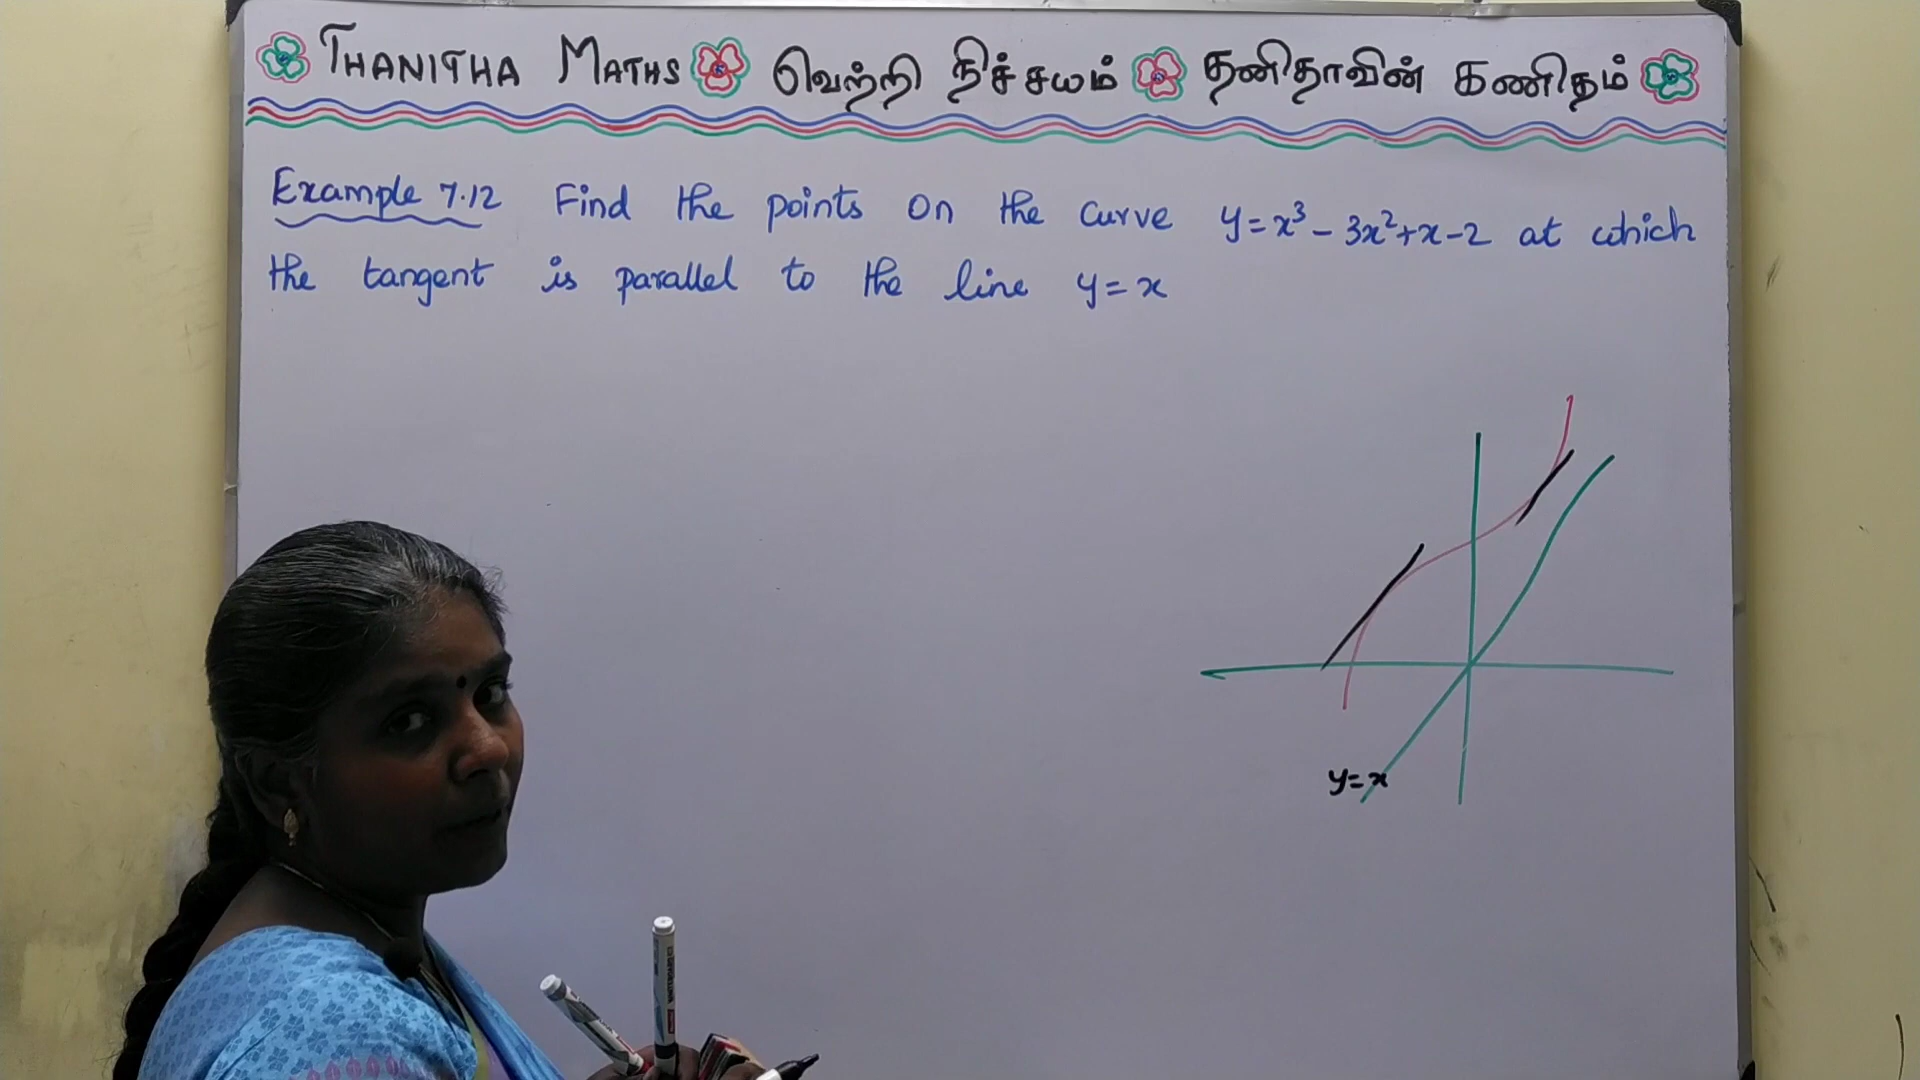 THANITHA MATHS வெற்றி நிச்சயம் தனிதாவின் கணிதம்
Example 7.12 Find the points on the curve y=x³-3x²+x-2 at which
the tangent is parallel to the line y=x
y=x